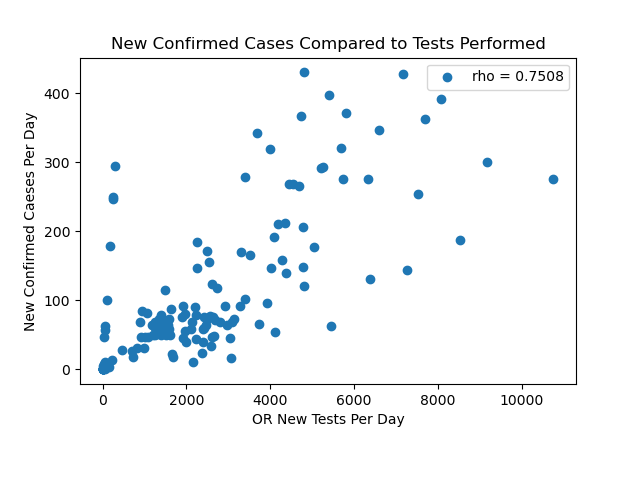 New Confirmed Cases Compared to Tests Performed
rho = 0.7508
New Confirmed Caeses Per Day
400
300
200
100
0
0 2000 4000 6000 8000 10000
OR New Tests Per Day